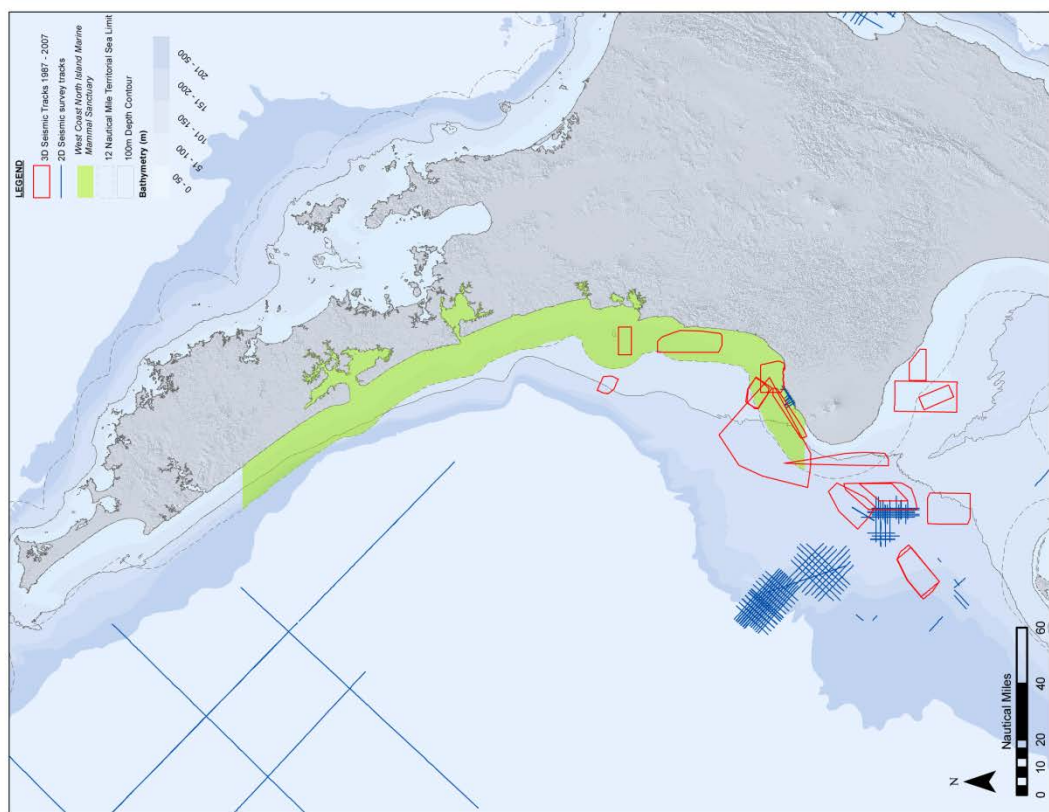 LEGEND
3D Seismic Tracks 1987 - 2007
2D Seismic survey tracks
West Coast North Island Marine
Mammal Sanctuary
12 Nautical Mile Territorial Sea Limit
100m Depth Contour
Bathymetry (m)
0 - 50
51 - 100
101 - 150
151 - 200
201 - 500
N
Nautical Miles
0 10 20 40 60